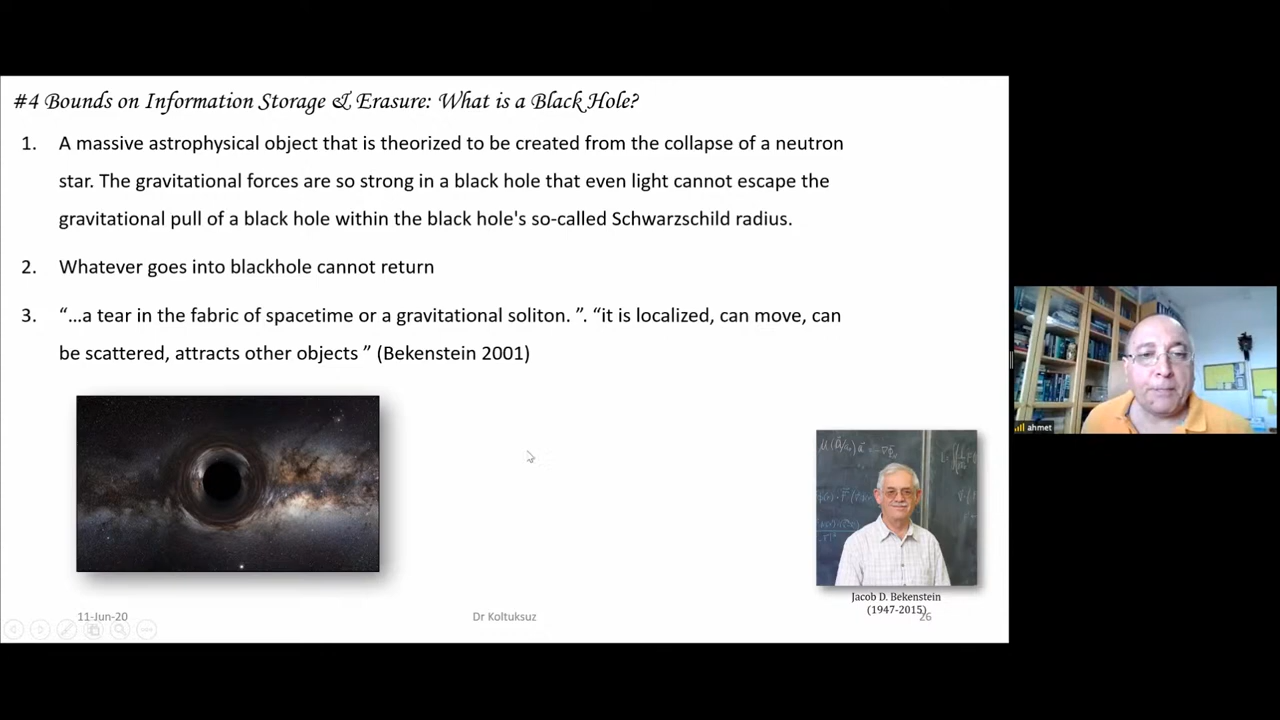 #4 Bounds on Information Storage & Erasure: What is a Black Hole?
1. A massive astrophysical object that is theorized to be created from the collapse of a neutron
star. The gravitational forces are so strong in a black hole that even light cannot escape the
gravitational pull of a black hole within the black hole's so-called Schwarzschild radius.
2. Whatever goes into blackhole cannot return
3. “…a tear in the fabric of spacetime or a gravitational soliton. ”. “it is localized, can move, can
be scattered, attracts other objects ” (Bekenstein 2001)
ahmet
Jacob D. Bekenstein
(1947-2015)
11-Jun-20
Dr Koltuksuz
26